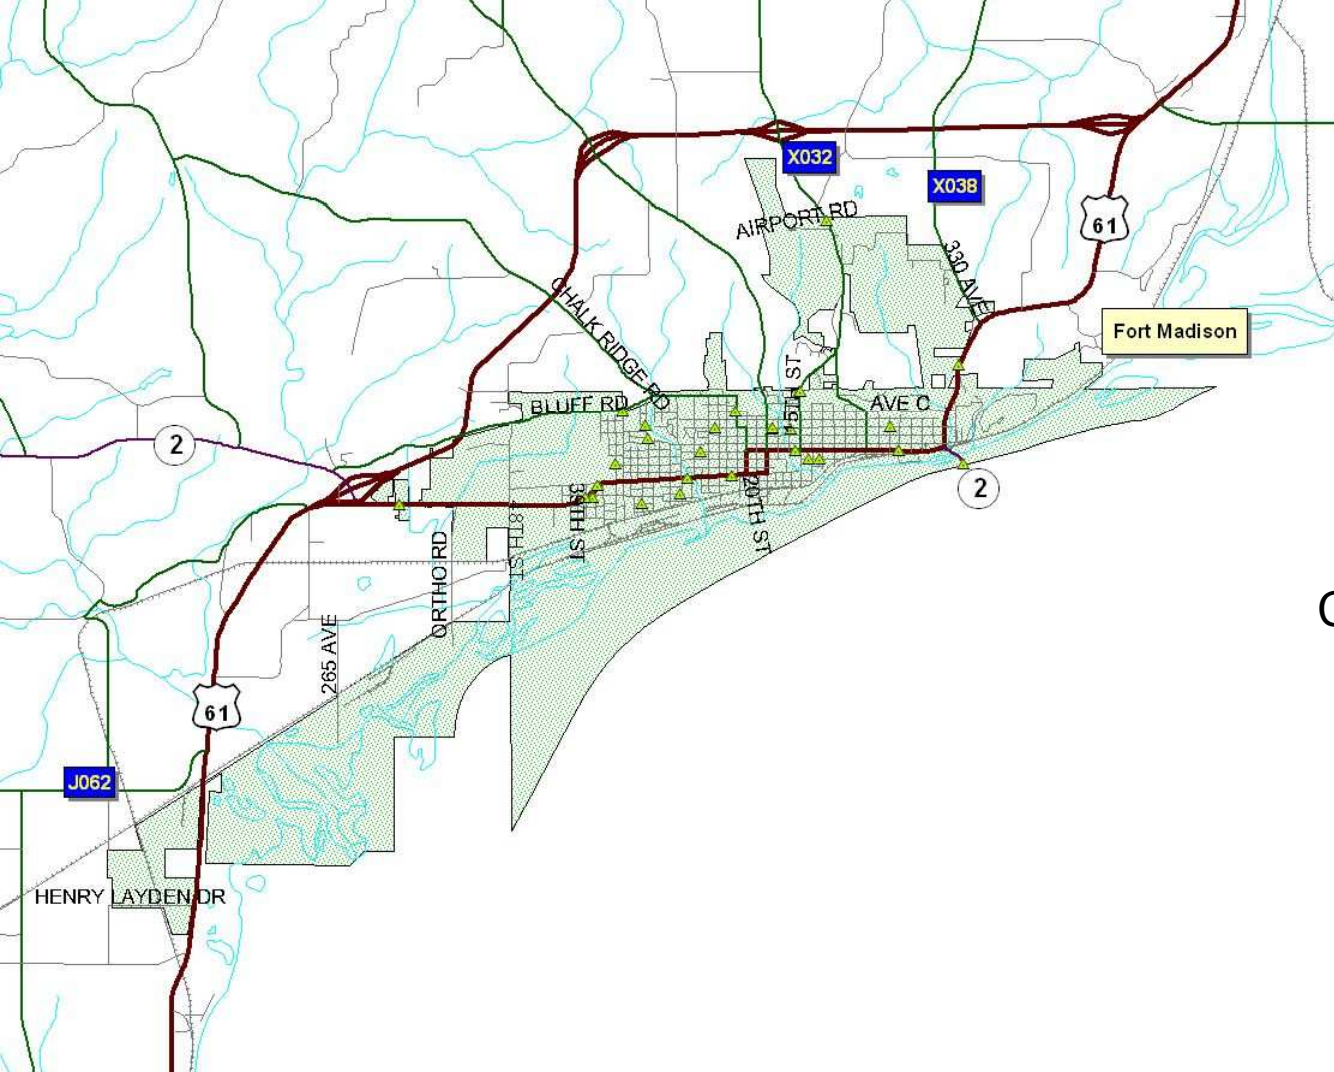 X032
X038
AIRPORT RD
61
330 AVE
CHALK RIDGE RD
Fort Madison
15TH ST
BLUFF RD
AVE C
2
2
20TH ST
39TH ST
48TH ST
ORTHO RD
265 AVE
61
J062
HENRY LAYDEN DR